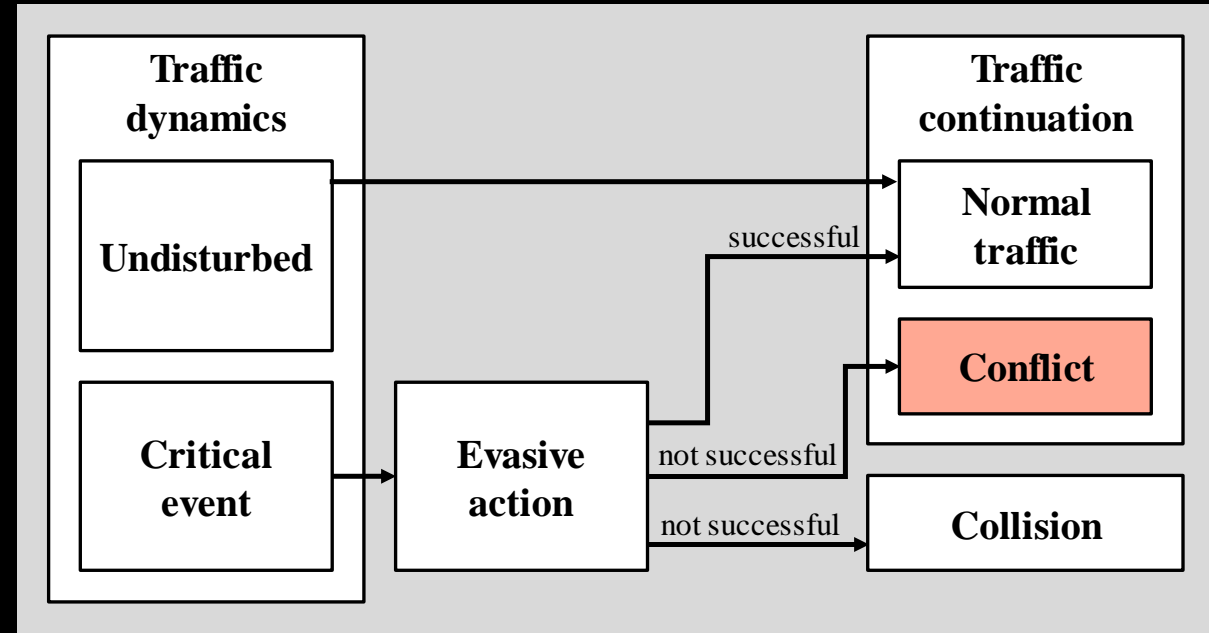 Traffic
dynamics
Undisturbed
Critical
event
Evasive
action
successful
not successful
not successful
Traffic
continuation
Normal
traffic
Conflict
Collision